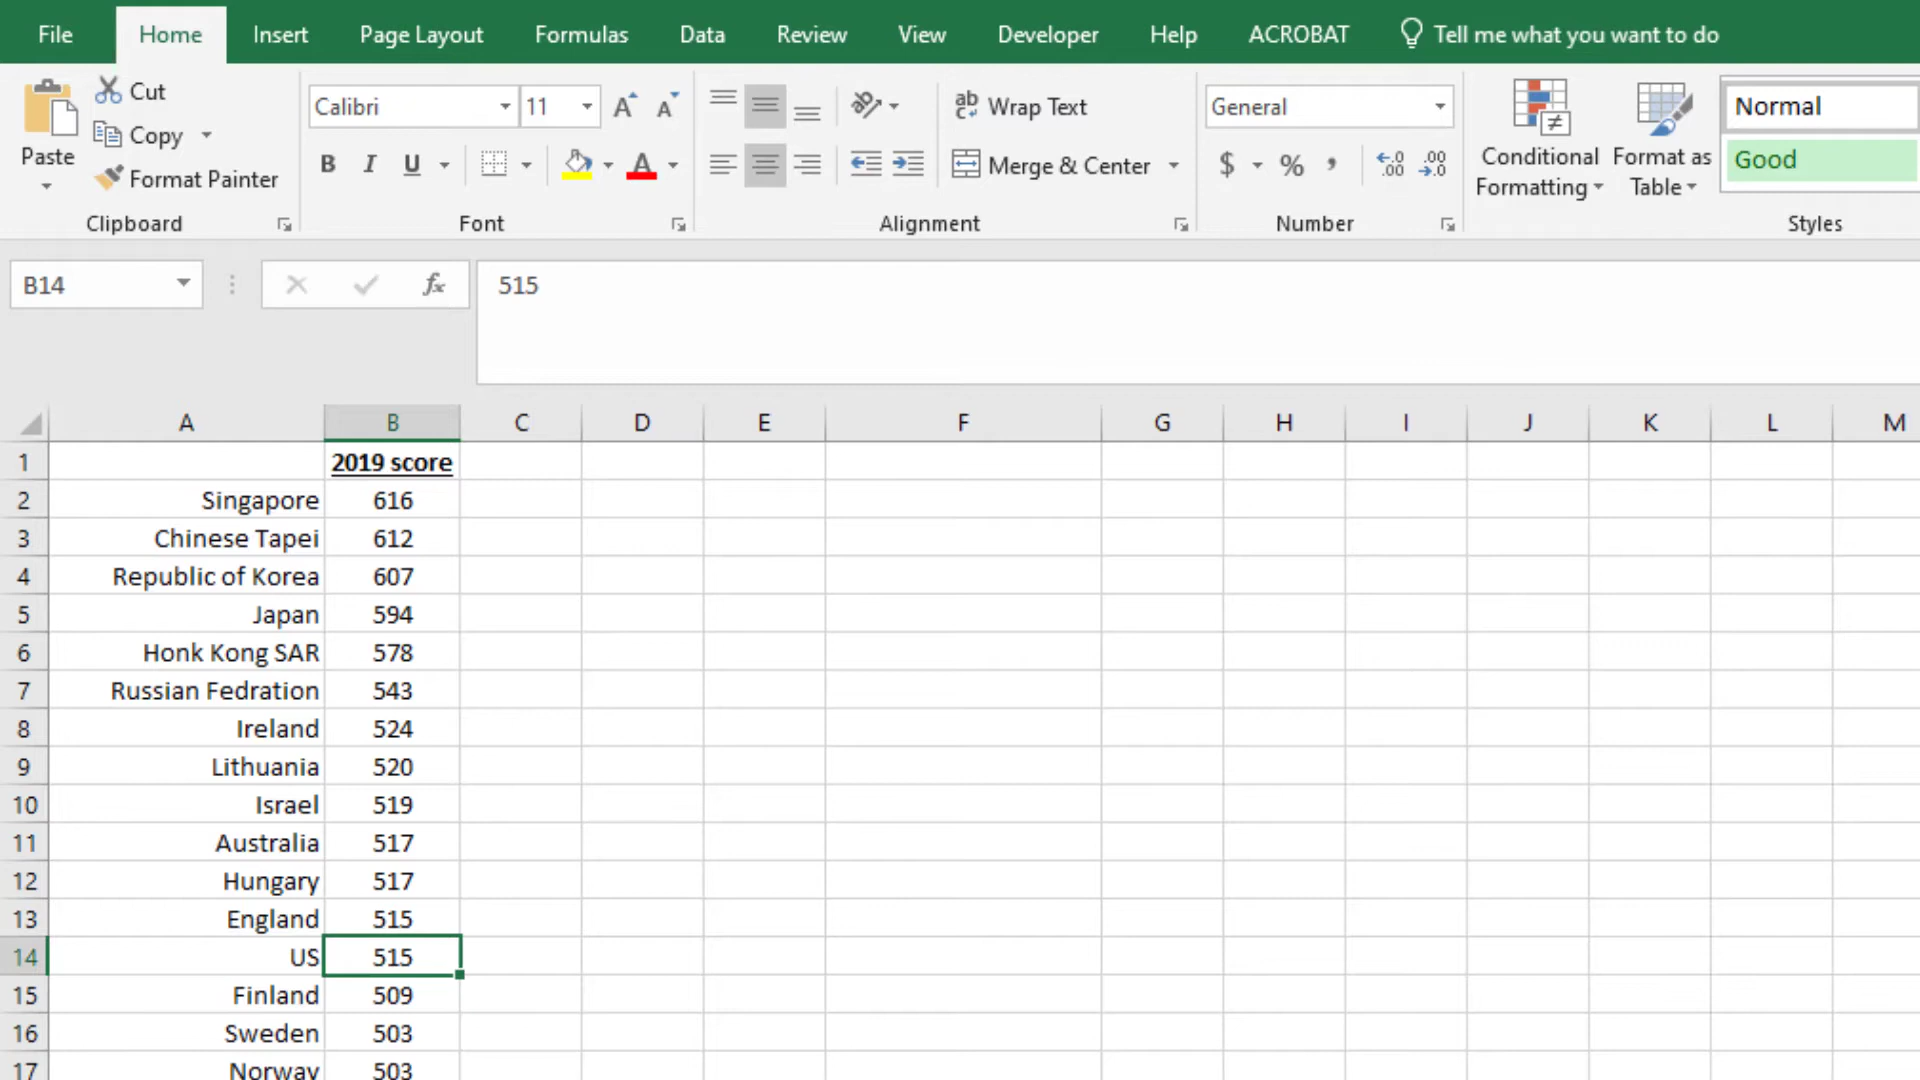 File Home Insert Page Layout Formulas Data Review View Developer Help ACROBAT Tell me what you want to do
Paste
Cut
Copy
Format Painter
Clipboard
Calibri 11 A A
B I U A
Font
ab Wrap Text
Merge & Center
Alignment
General
$ % , .00 .00
Number
Conditional Formatting
Format as Table
Normal
Good
Styles
B14 fx 515
A B C D E F G H I J K L M
1 2019 score
2 Singapore 616
3 Chinese Tapei 612
4 Republic of Korea 607
5 Japan 594
6 Honk Kong SAR 578
7 Russian Fedration 543
8 Ireland 524
9 Lithuania 520
10 Israel 519
11 Australia 517
12 Hungary 517
13 England 515
14 US 515
15 Finland 509
16 Sweden 503
17 Norway 503